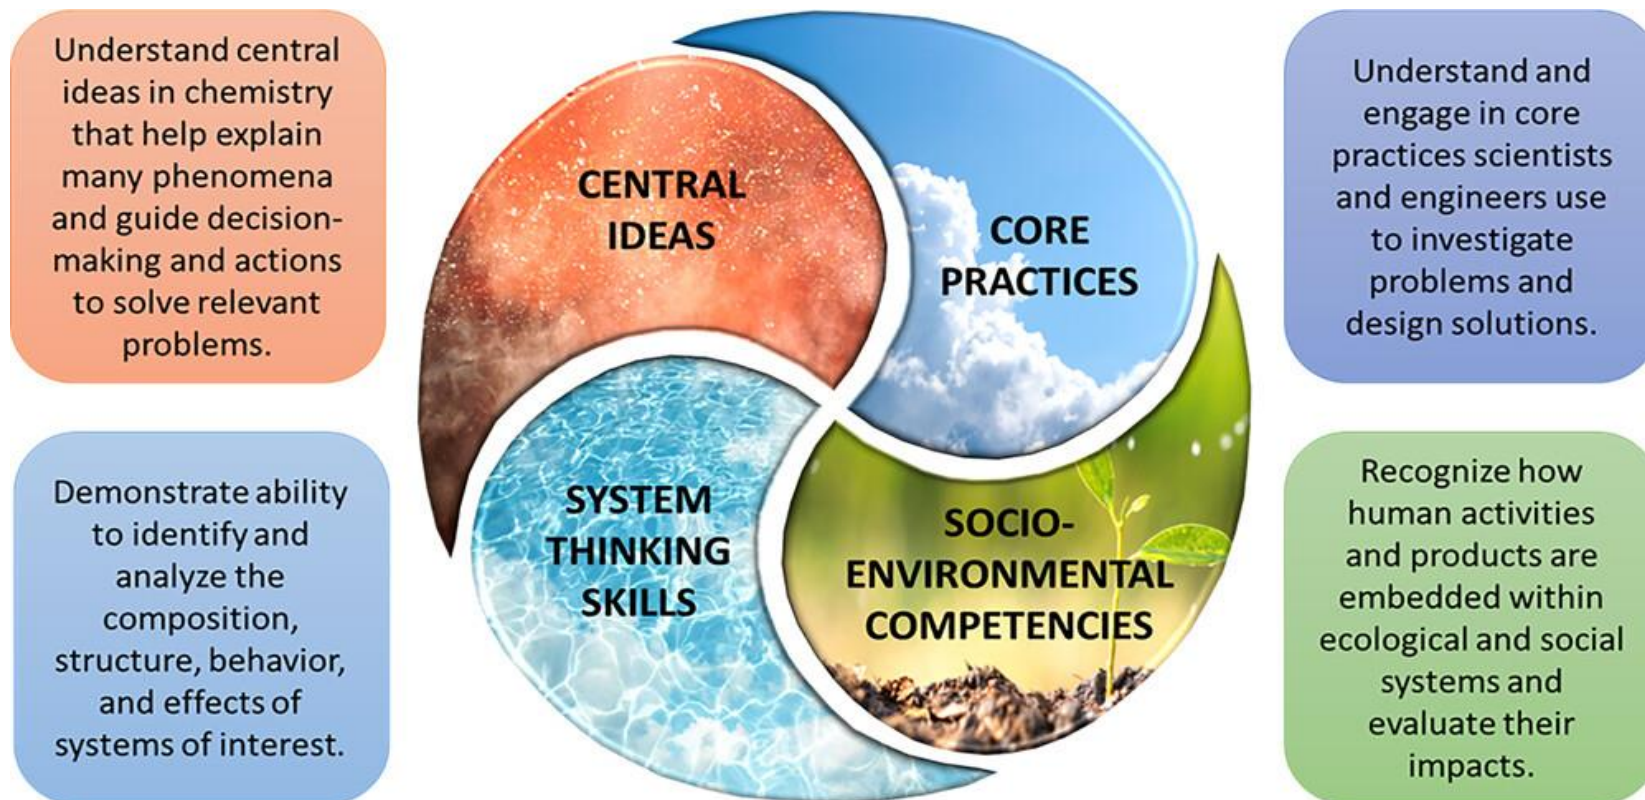 Understand central
ideas in chemistry
that help explain
many phenomena
and guide decision-
making and actions
to solve relevant
problems.
CENTRAL
IDEAS
CORE
PRACTICES
Understand and
engage in core
practices scientists
and engineers use
to investigate
problems and
design solutions.
Demonstrate ability
to identify and
analyze the
composition,
structure, behavior,
and effects of
systems of interest.
SYSTEM
THINKING
SKILLS
SOCIO-
ENVIRONMENTAL
COMPETENCIES
Recognize how
human activities
and products are
embedded within
ecological and social
systems and
evaluate their
impacts.